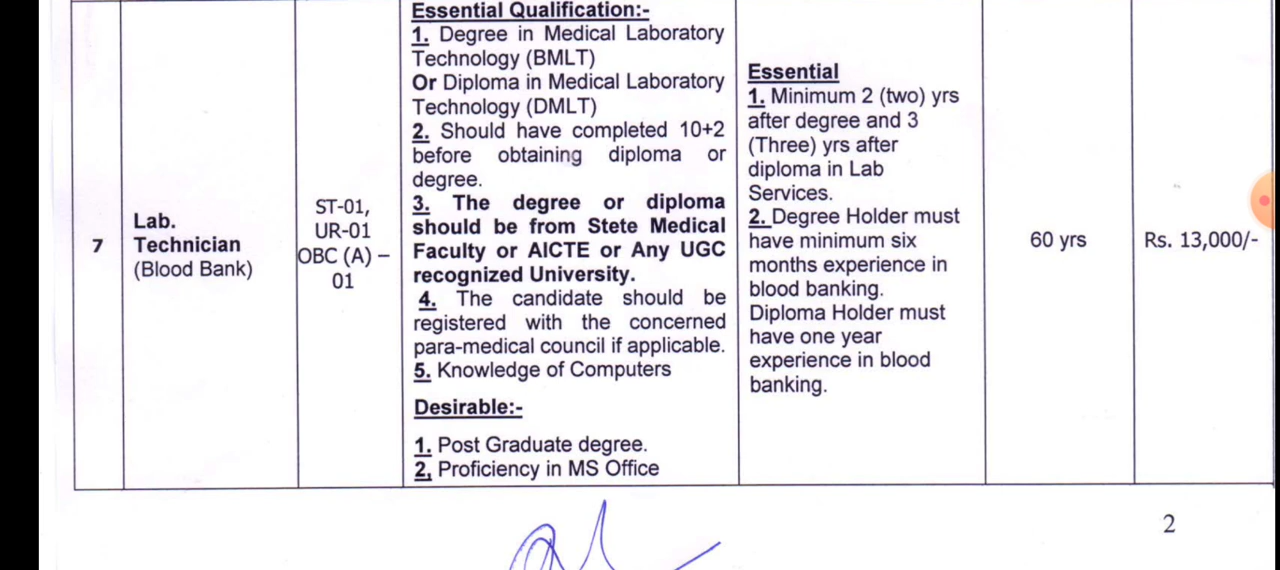 7
Lab.
Technician
(Blood Bank)
ST-01,
UR-01
OBC (A) –
01
Essential Qualification:-
1. Degree in Medical Laboratory
Technology (BMLT)
Or Diploma in Medical Laboratory
Technology (DMLT)
2. Should have completed 10+2
before obtaining diploma or
degree.
3. The degree or diploma
should be from Stete Medical
Faculty or AICTE or Any UGC
recognized University.
4. The candidate should be
registered with the concerned
para-medical council if applicable.
5. Knowledge of Computers
Desirable:-
1. Post Graduate degree.
2. Proficiency in MS Office
Essential
1. Minimum 2 (two) yrs
after degree and 3
(Three) yrs after
diploma in Lab
Services.
2. Degree Holder must
have minimum six
months experience in
blood banking.
Diploma Holder must
have one year
experience in blood
banking.
60 yrs
Rs. 13,000/-
2